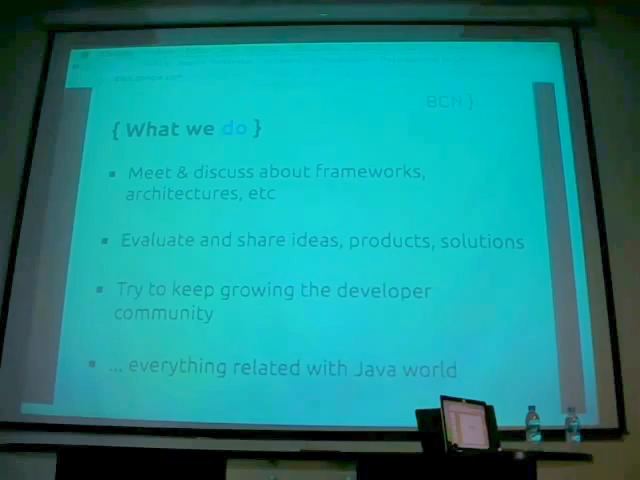 BCN }
{ What we do }
Meet & discuss about frameworks,
architectures, etc
Evaluate and share ideas, products, solutions
Try to keep growing the developer
community
... everything related with Java world